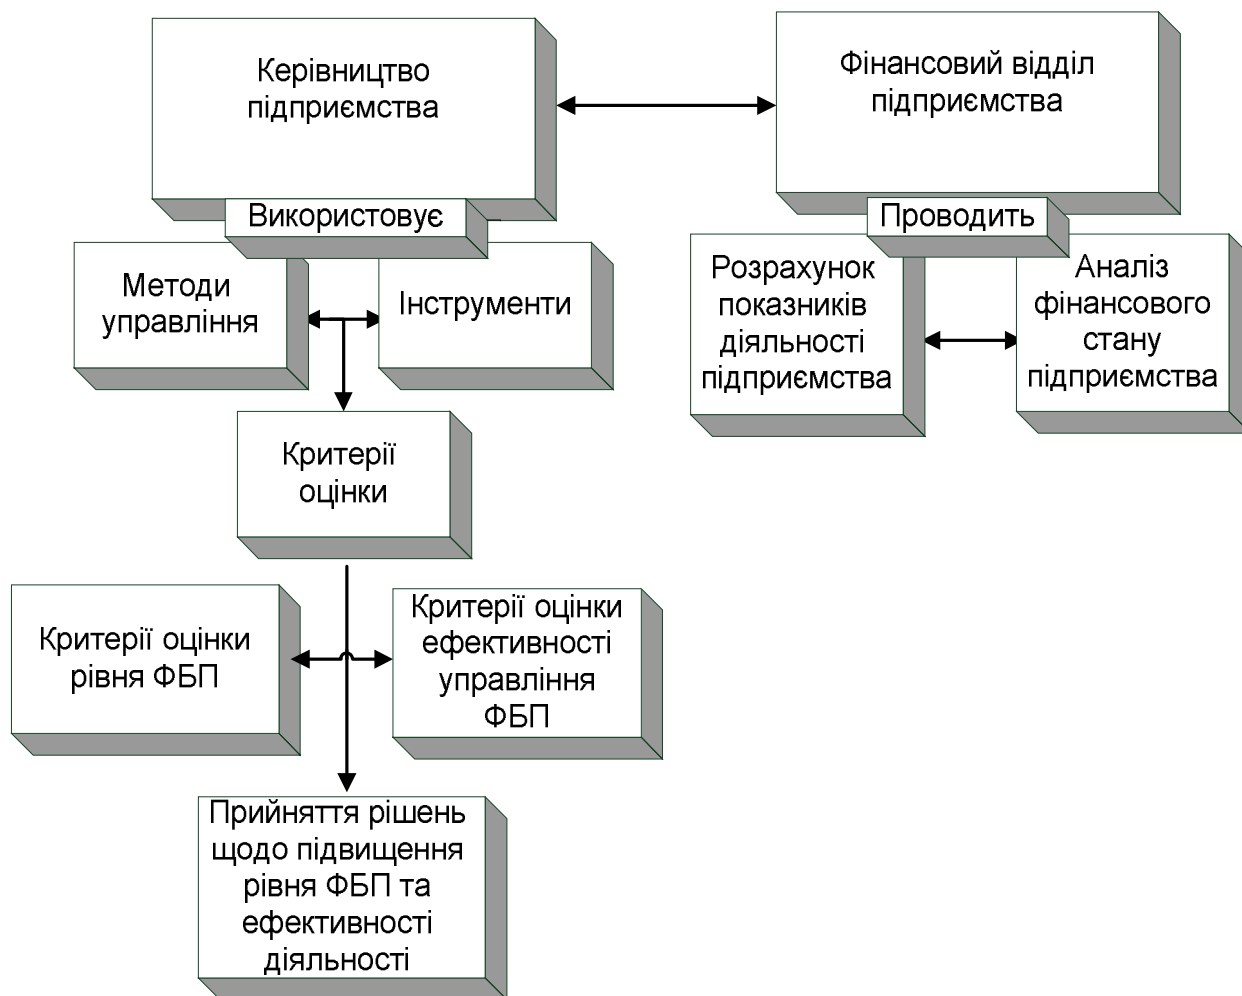 Керівництво
підприємства
Фінансовий відділ
підприємства
Використовує
Проводить
Методи
управління
Інструменти
Розрахунок
показників
діяльності
підприємства
Аналіз
фінансового
стану
підприємства
Критерії
оцінки
Критерії оцінки
рівня ФБП
Критерії оцінки
ефективності
управління
ФБП
Прийняття рішень
щодо підвищення
рівня ФБП та
ефективності
діяльності